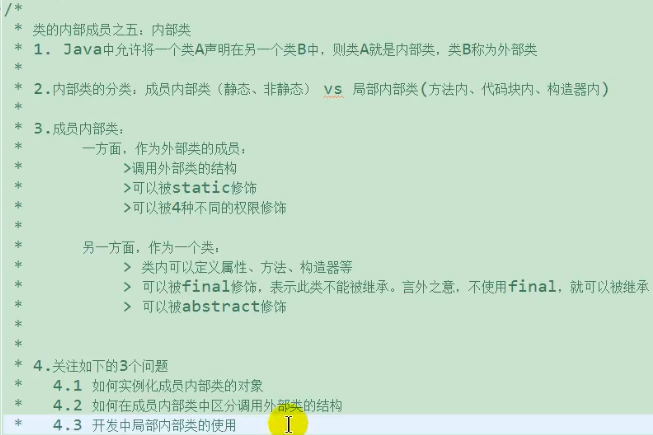 /*
* 类的内部成员之五：内部类
* 1. Java中允许将一个类A声明在另一个类B中，则类A就是内部类，类B称为外部类
*
* 2.内部类的分类：成员内部类（静态、非静态） vs 局部内部类(方法内、代码块内、构造器内)
*
* 3.成员内部类：
* 一方面，作为外部类的成员：
* >调用外部类的结构
* >可以被static修饰
* >可以被4种不同的权限修饰
*
* 另一方面，作为一个类：
* > 类内可以定义属性、方法、构造器等
* > 可以被final修饰，表示此类不能被继承。言外之意，不使用final，就可以被继承
* > 可以被abstract修饰
*
*
* 4.关注如下的3个问题
* 4.1 如何实例化成员内部类的对象
* 4.2 如何在成员内部类中区分调用外部类的结构
* 4.3 开发中局部内部类的使用